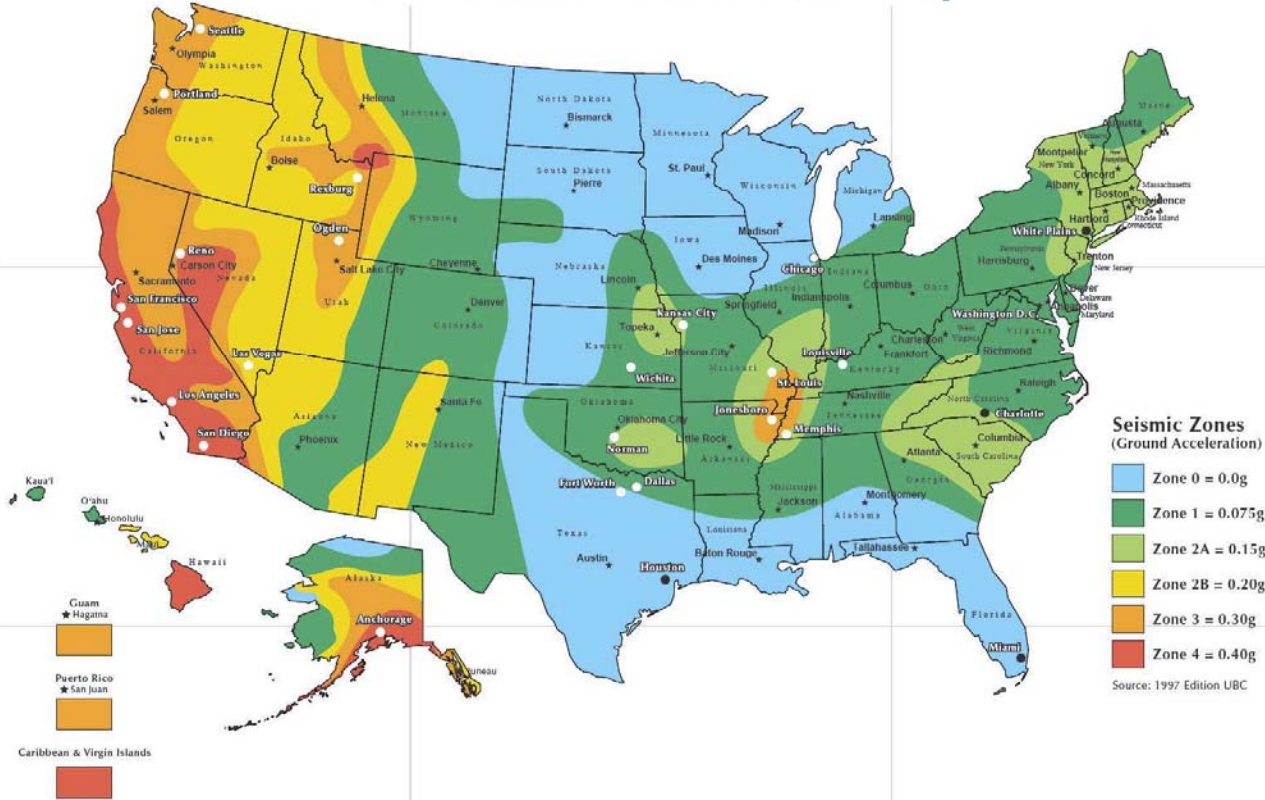 Seattle
Olympia
Washington
Portland
Salem
Oregon
Helena
Montana
Idaho
Boise
Rexburg
Wyoming
Ogden
Reno
Carson City
Sacramento
Nevada
Salt Lake City
Utah
Cheyenne
Denver
Colorado
San Francisco
San Jose
California
Las Vegas
Los Angeles
San Diego
Arizona
Phoenix
Santa Fe
New Mexico
North Dakota
Bismarck
South Dakota
Pierre
Nebraska
Lincoln
Minnesota
St. Paul
Wisconsin
Madison
Michigan
Lansing
Iowa
Des Moines
Chicago
Illinois
Springfield
Indiana
Indianapolis
Columbus
Ohio
Kansas City
Topeka
Kansas
Wichita
Jefferson City
Missouri
St. Louis
Louisville
Frankfort
Kentucky
Charleston
West
Virginia
Oklahoma
Oklahoma City
Norman
Little Rock
Arkansas
Jonesboro
Memphis
Nashville
Tennessee
Fort Worth
Dallas
Texas
Austin
Houston
Louisiana
Baton Rouge
Mississippi
Jackson
Alabama
Montgomery
Atlanta
Georgia
Tallahassee
Florida
Miami
North Carolina
Raleigh
Charlotte
Columbia
South Carolina
Virginia
Richmond
Washington D.C.
Annapolis
Maryland
Dover
Delaware
Pennsylvania
Harrisburg
Trenton
New Jersey
White Plains
New York
Albany
Vermont
Montpelier
New
Hampshire
Concord
Maine
Augusta
Boston
Massachusetts
Providence
Rhode Island
Hartford
Connecticut
Kaua'i
O'ahu
Honolulu
Maui
Hawaii
Alaska
Anchorage
Juneau
Guam
Hagatna
Puerto Rico
San Juan
Caribbean & Virgin Islands
Seismic Zones
(Ground Acceleration)
Zone 0 = 0.0g
Zone 1 = 0.075g
Zone 2A = 0.15g
Zone 2B = 0.20g
Zone 3 = 0.30g
Zone 4 = 0.40g
Source: 1997 Edition UBC